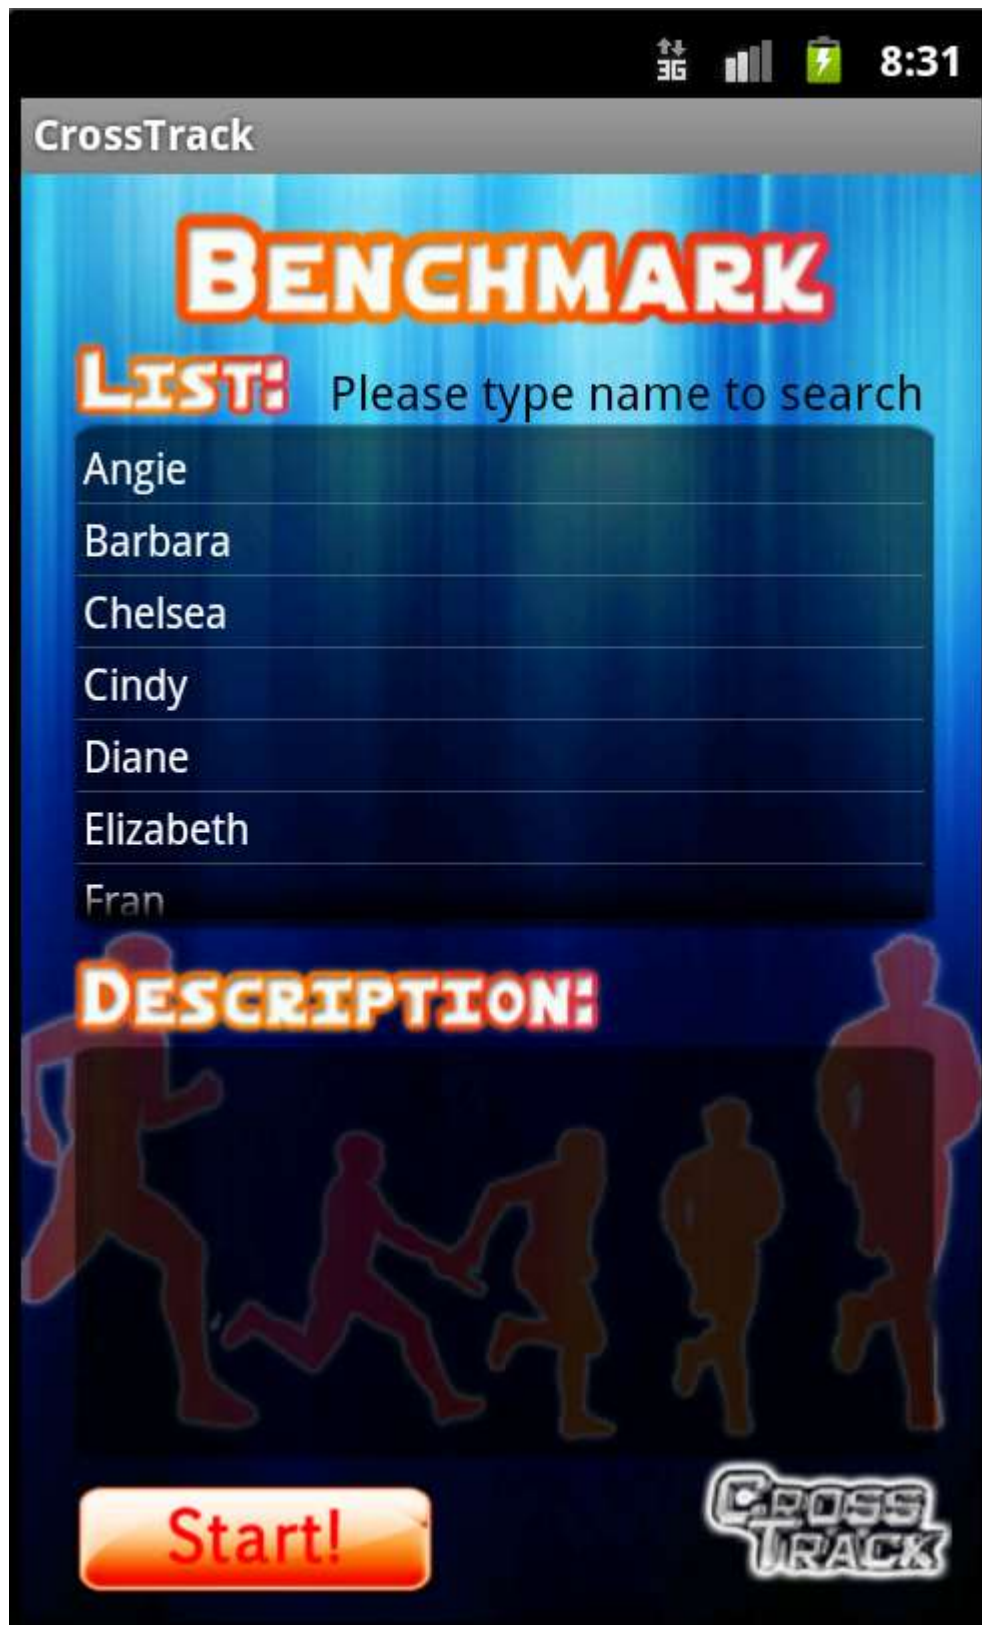 3G 8:31
CrossTrack
BENCHMARK
LIST: Please type name to search
Angie
Barbara
Chelsea
Cindy
Diane
Elizabeth
Fran
DESCRIPTION:
Start!
CROSS
TRACK